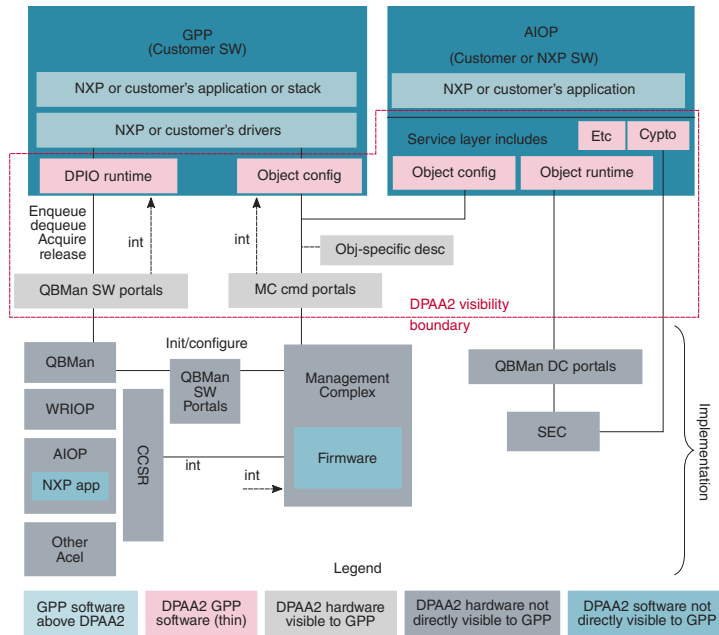 GPP
(Customer SW)
NXP or customer's application or stack
NXP or customer's drivers
DPIO runtime
Object config
AIOP
(Customer or NXP SW)
NXP or customer's application
Service layer includes
Etc
Cypto
Object config
Object runtime
Enqueue
dequeue
Acquire
release
int
int
Obj-specific desc
QBMan SW portals
MC cmd portals
DPAA2 visibility
boundary
Init/configure
QBMan
QBMan
SW
Portals
Management
Complex
Firmware
WRIOP
AIOP
NXP app
CCSR
int
int
Other
Acel
QBMan DC portals
SEC
Implementation
Legend
GPP software
above DPAA2
DPAA2 GPP
software (thin)
DPAA2 hardware
visible to GPP
DPAA2 hardware not
directly visible to GPP
DPAA2 software not
directly visible to GPP